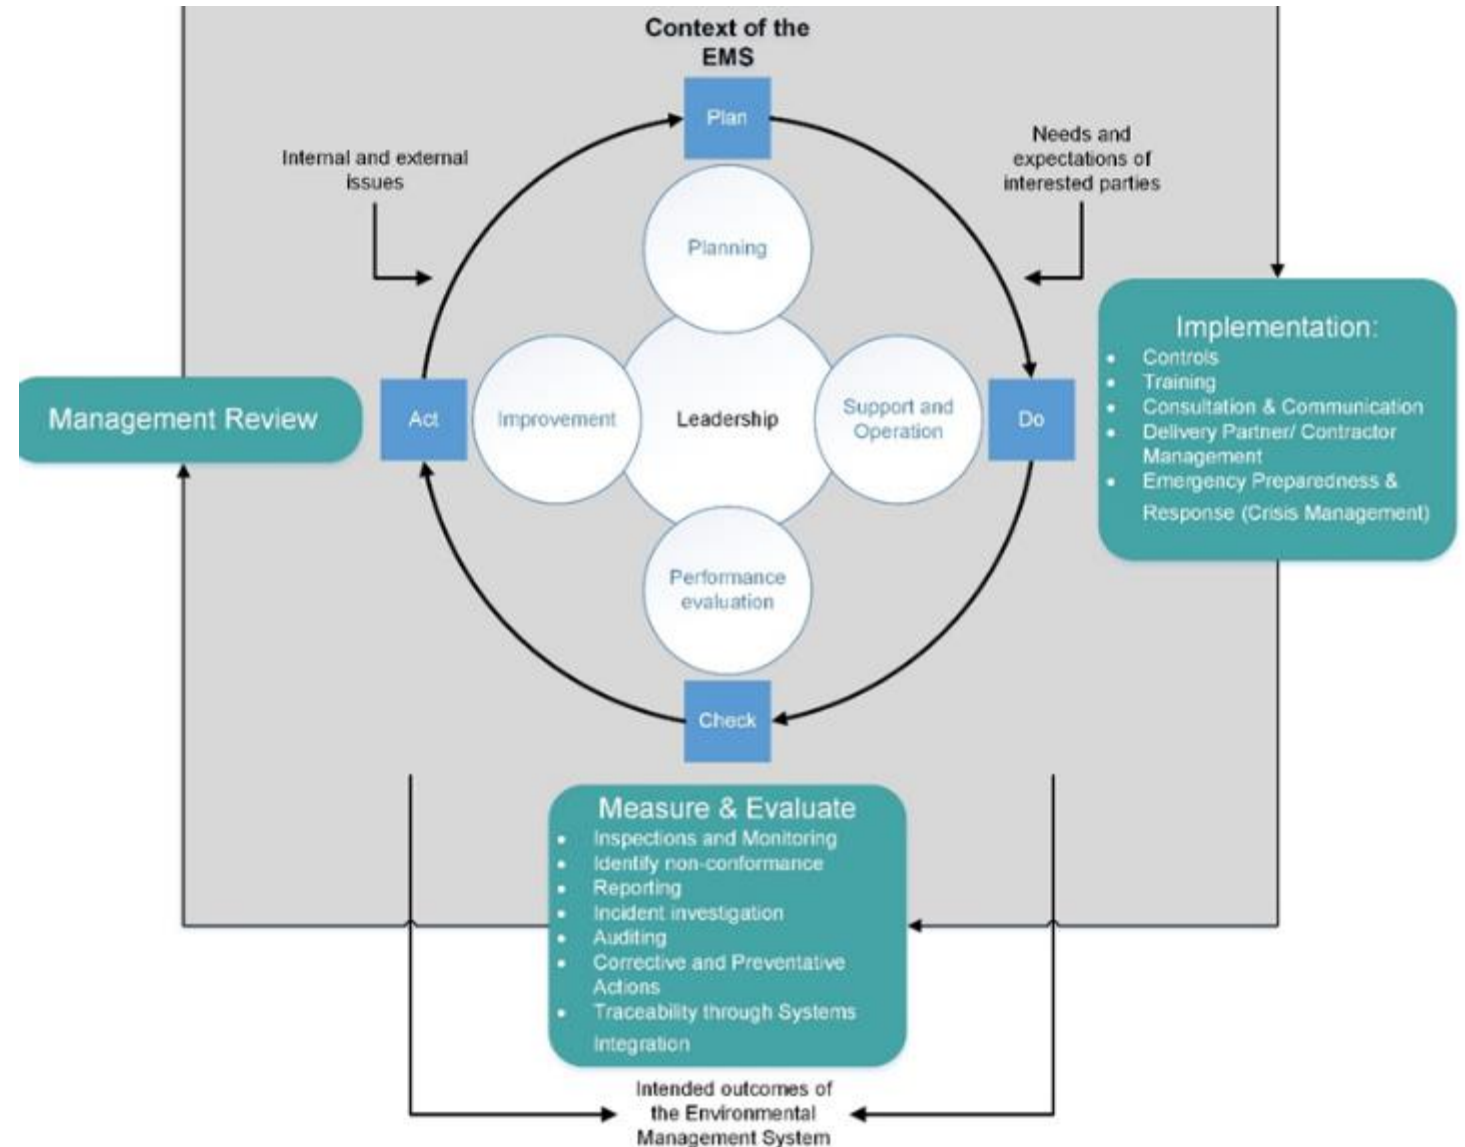 Context of the
EMS
Plan
Internal and external
issues
Needs and
expectations of
interested parties
Planning
Implementation:
• Controls
• Training
• Consultation & Communication
• Delivery Partner/ Contractor
Management
• Emergency Preparedness &
Response (Crisis Management)
Management Review
Act
Improvement
Leadership
Support and
Operation
Do
Performance
evaluation
Check
Measure & Evaluate
• Inspections and Monitoring
• Identify non-conformance
• Reporting
• Incident investigation
• Auditing
• Corrective and Preventative
Actions
• Traceability through Systems
Integration
Intended outcomes of
the Environmental
Management System